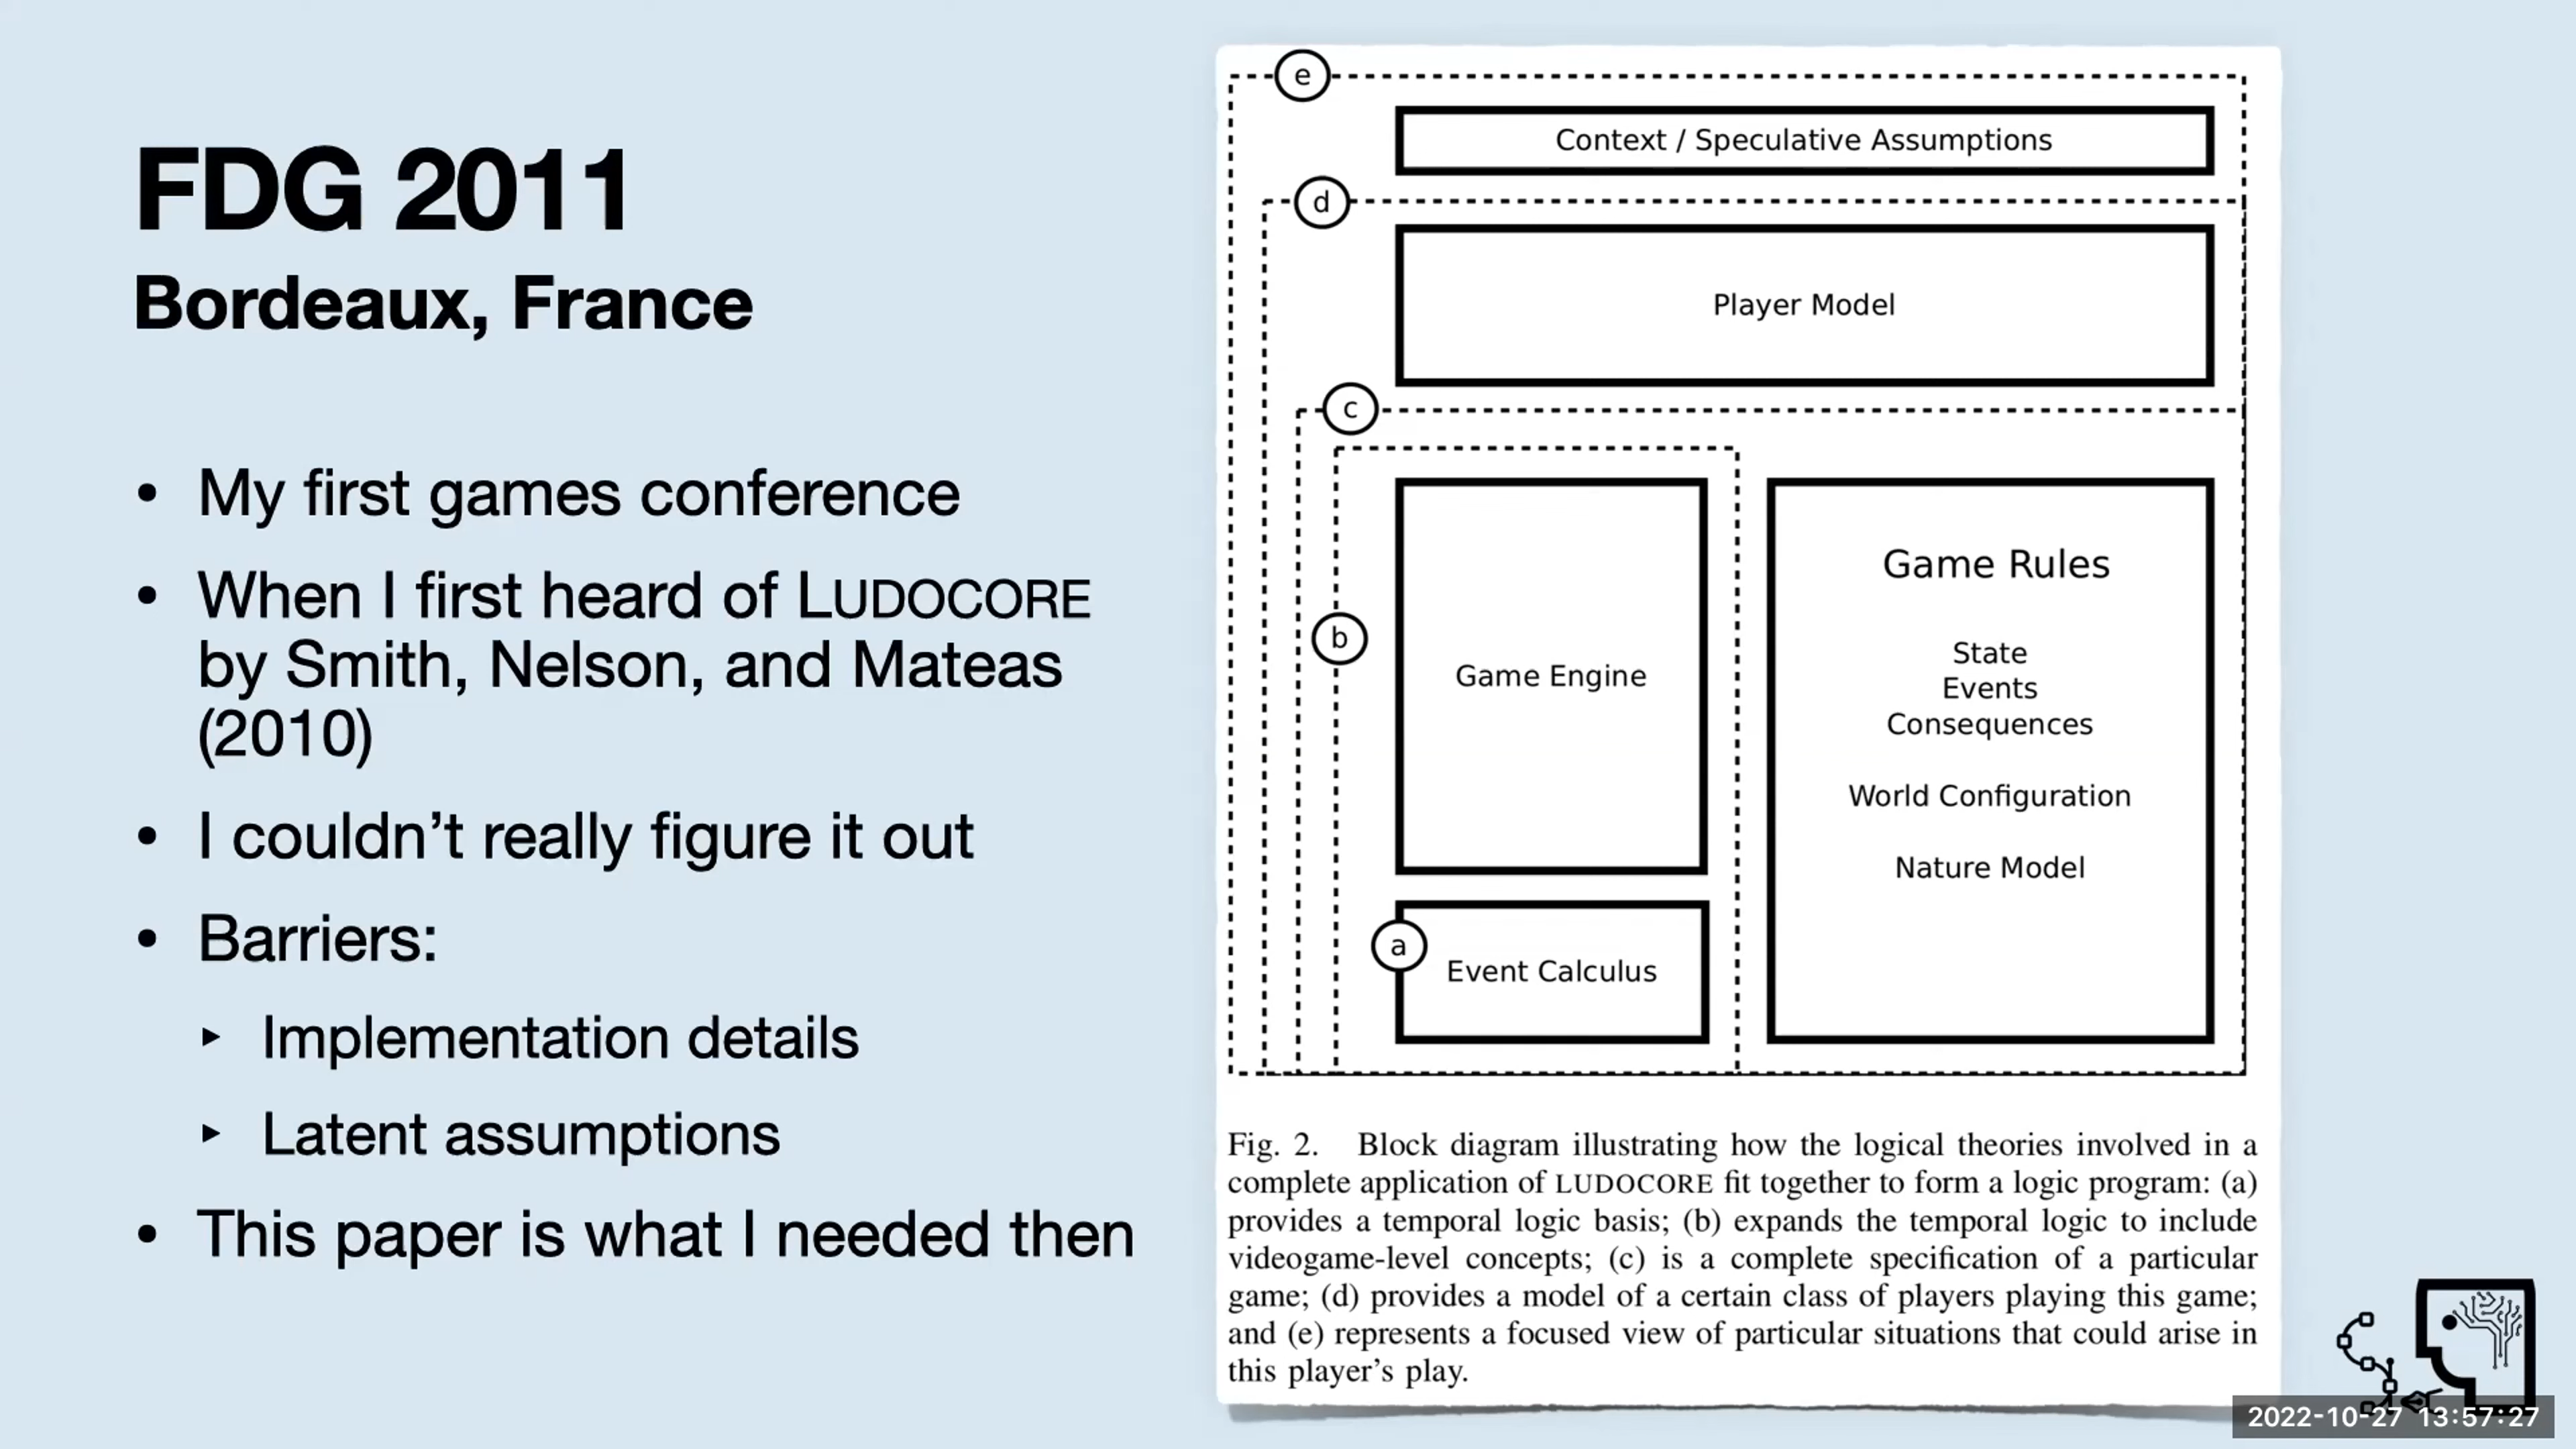 FDG 2011
Bordeaux, France
• My first games conference
• When I first heard of LUDOCORE
by Smith, Nelson, and Mateas
(2010)
• I couldn’t really figure it out
• Barriers:
‣ Implementation details
‣ Latent assumptions
• This paper is what I needed then
e
Context / Speculative Assumptions
d
Player Model
c
b
Game Engine
a
Event Calculus
Game Rules
State
Events
Consequences
World Configuration
Nature Model
Fig. 2. Block diagram illustrating how the logical theories involved in a
complete application of LUDOCORE fit together to form a logic program: (a)
provides a temporal logic basis; (b) expands the temporal logic to include
videogame-level concepts; (c) is a complete specification of a particular
game; (d) provides a model of a certain class of players playing this game;
and (e) represents a focused view of particular situations that could arise in
this player’s play.
2022-10-27 13:57:27